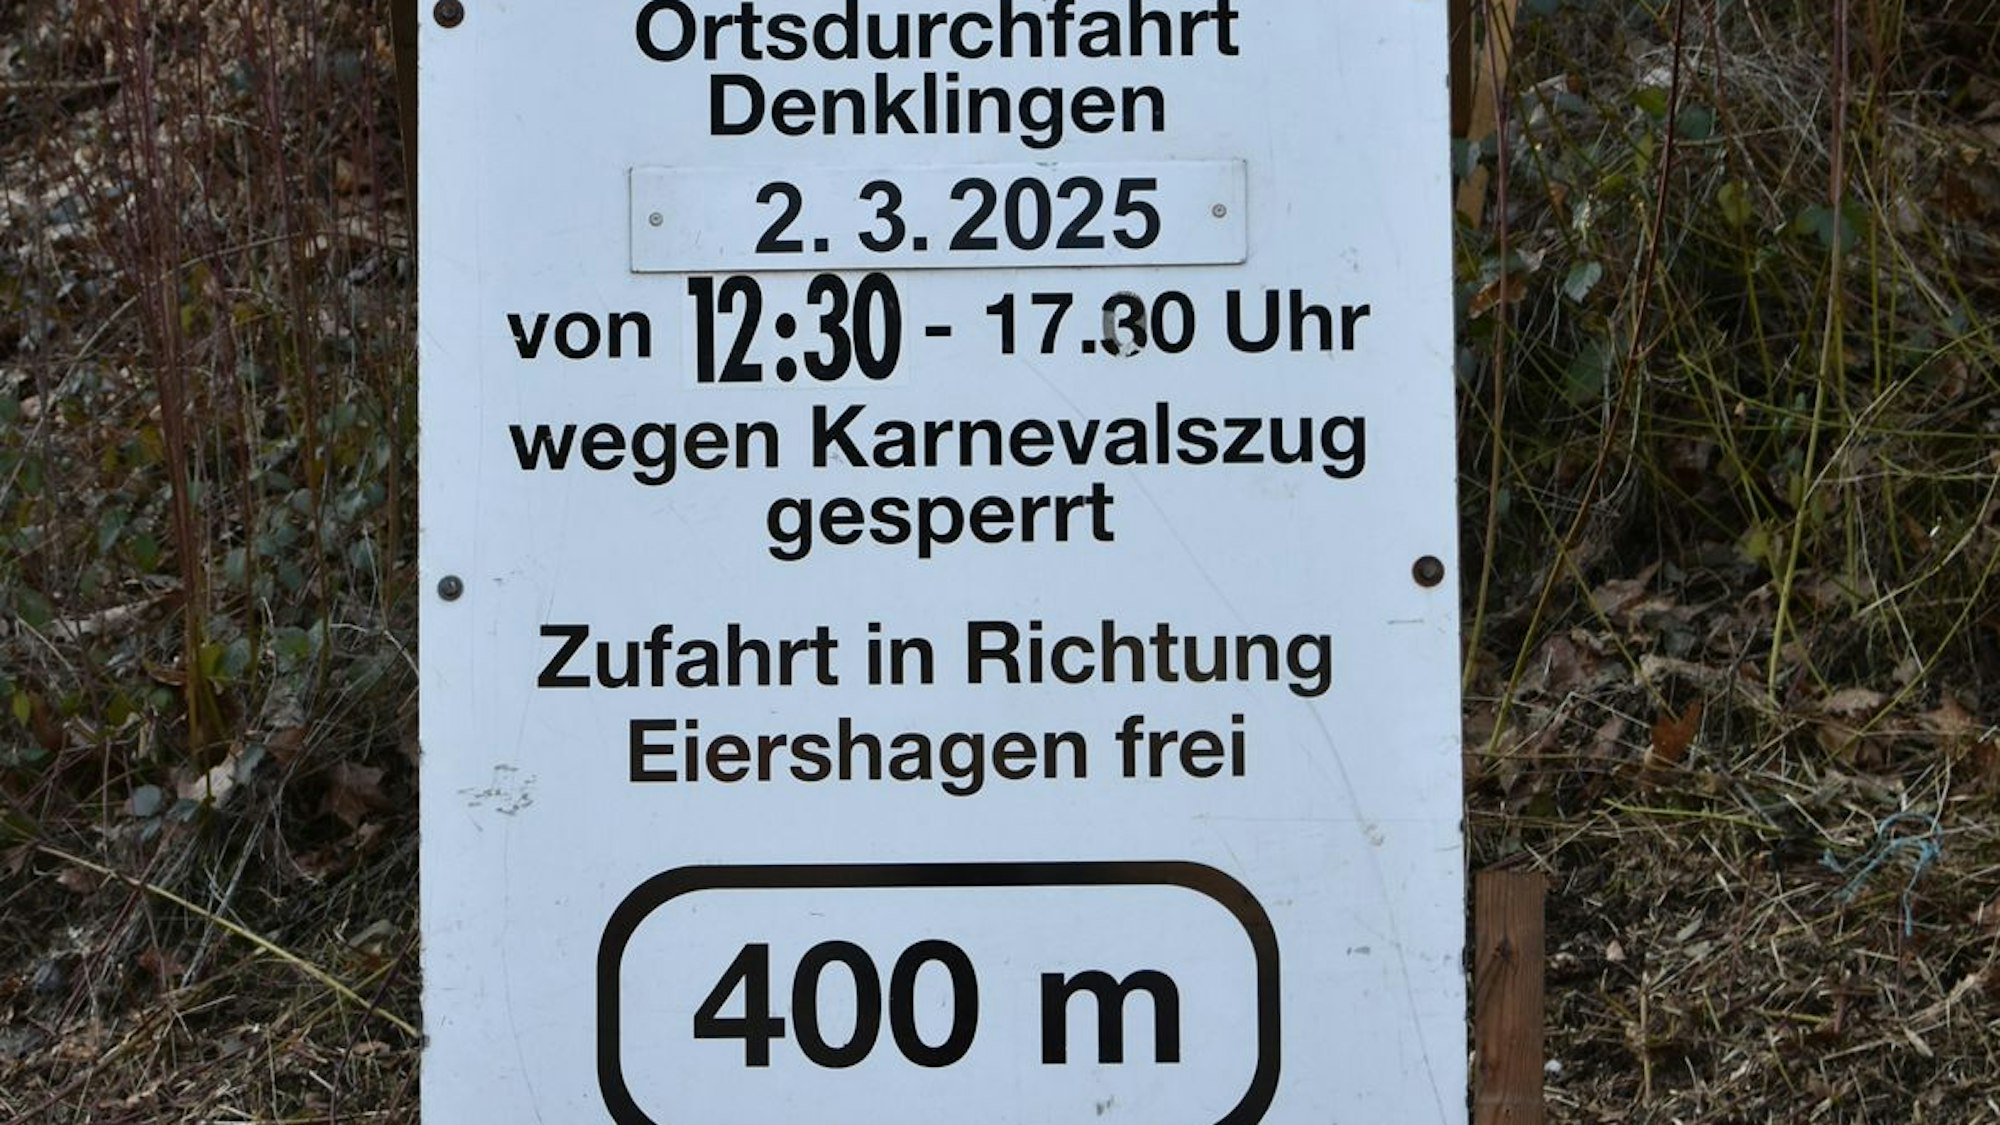 Ortsdurchfahrt
Denklingen
2. 3. 2025
von 12:30 - 17.30 Uhr
wegen Karnevalszug
gesperrt
Zufahrt in Richtung
Eiershagen frei
400 m